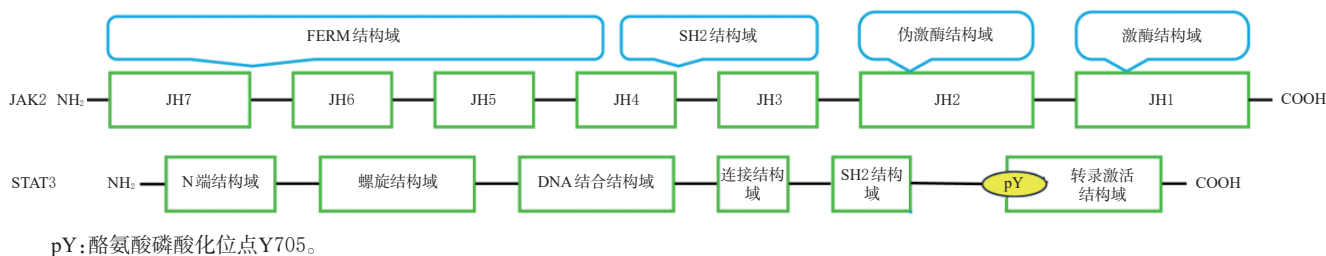 FERM结构域
SH2结构域
伪激酶结构域
激酶结构域
JAK2 NH₂ JH7 JH6 JH5 JH4 JH3 JH2 JH1 COOH
STAT3 NH₂ N端结构域 螺旋结构域 DNA结合结构域 连接结构
域 SH2结构
域 pY 转录激活
结构域 COOH
pY:酪氨酸磷酸化位点Y705。